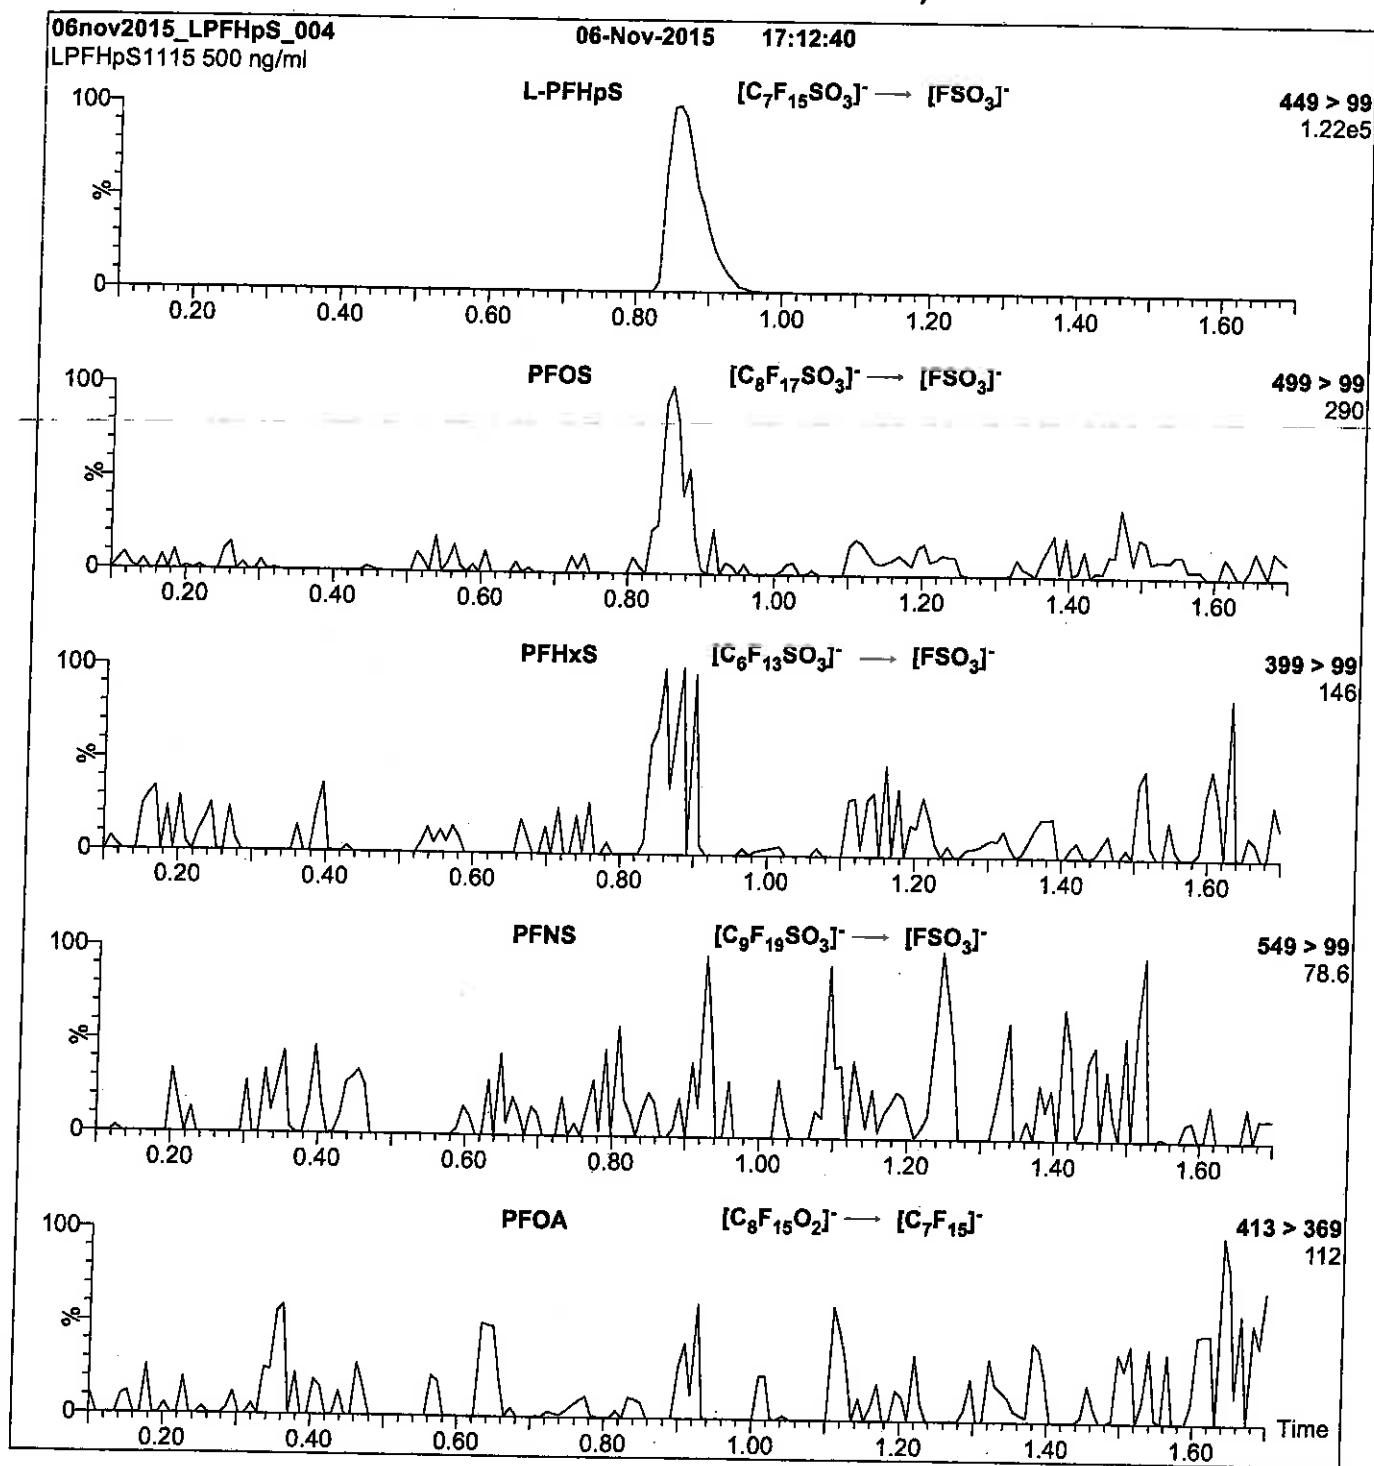 06nov2015_LPFHpS_004 06-Nov-2015 17:12:40
LPFHpS1115 500 ng/ml
L-PFHpS [C₇F₁₅SO₃]⁻ → [FSO₃]⁻ 449 > 99
1.22e5
100
%
0
0.20 0.40 0.60 0.80 1.00 1.20 1.40 1.60
PFOS [C₈F₁₇SO₃]⁻ → [FSO₃]⁻ 499 > 99
290
100
%
0
0.20 0.40 0.60 0.80 1.00 1.20 1.40 1.60
PFHxS [C₆F₁₃SO₃]⁻ → [FSO₃]⁻ 399 > 99
146
100
%
0
0.20 0.40 0.60 0.80 1.00 1.20 1.40 1.60
PFNS [C₉F₁₉SO₃]⁻ → [FSO₃]⁻ 549 > 99
78.6
100
%
0
0.20 0.40 0.60 0.80 1.00 1.20 1.40 1.60
PFOA [C₈F₁₅O₂]⁻ → [C₇F₁₅]⁻ 413 > 369
112
100
%
0
0.20 0.40 0.60 0.80 1.00 1.20 1.40 1.60 Time